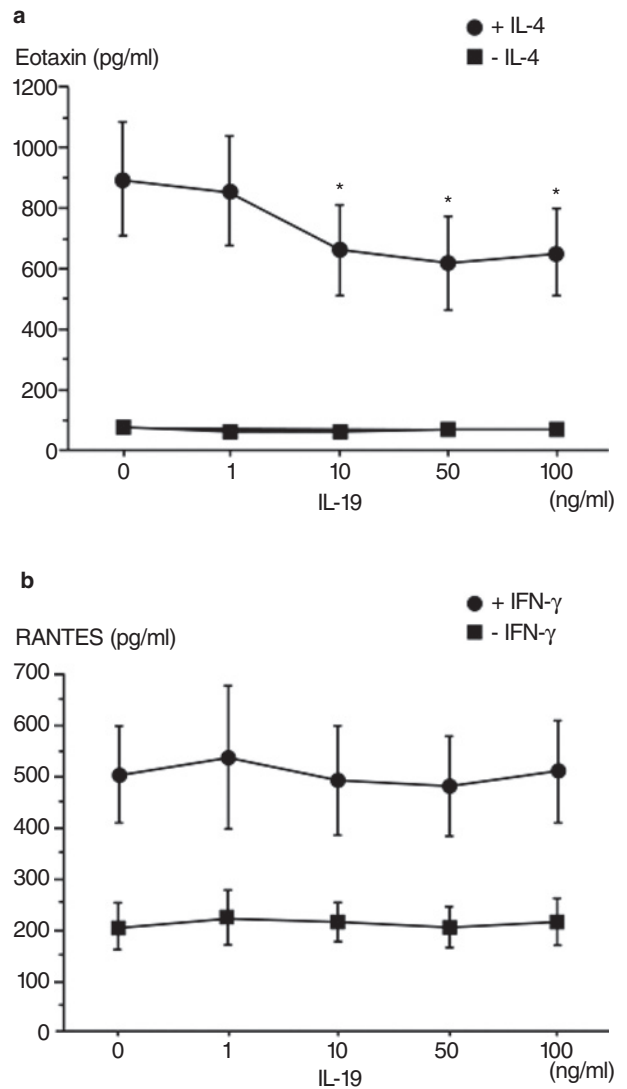 a
● + IL-4
Eotaxin (pg/ml)
■ - IL-4
1200
1000
* * *
800
600
400
200
0
0 1 10 50 100
IL-19 (ng/ml)
b
● + IFN-γ
RANTES (pg/ml)
■ - IFN-γ
700
600
500
400
300
200
100
0
0 1 10 50 100
IL-19 (ng/ml)